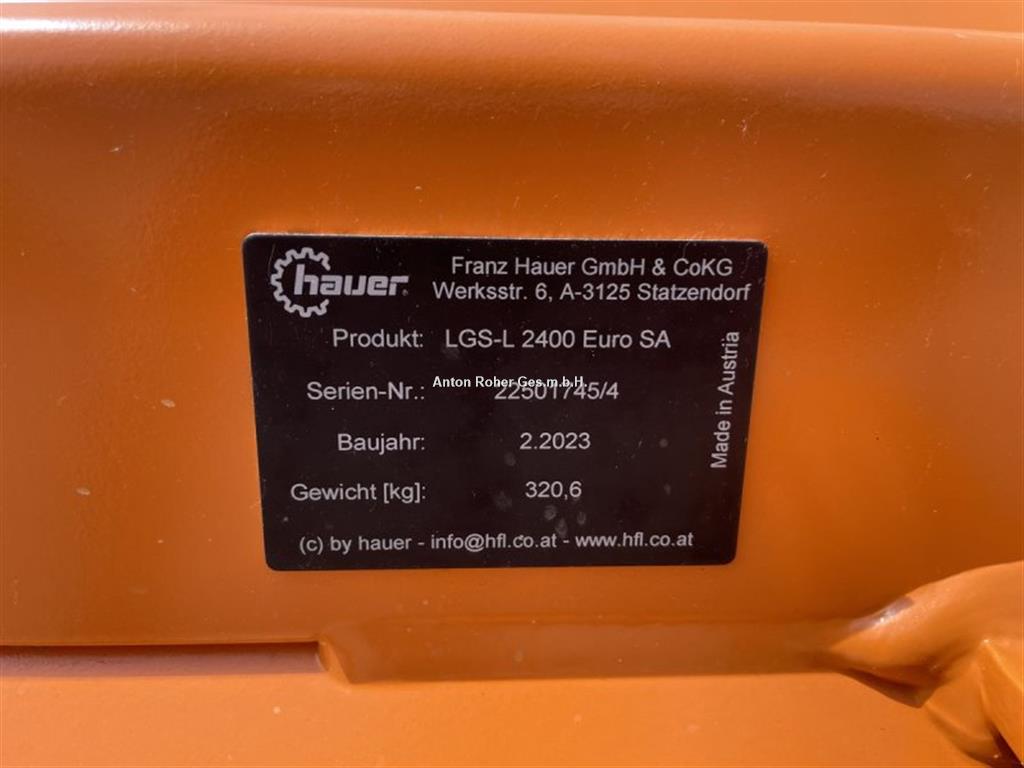 hauer
Franz Hauer GmbH & CoKG
Werksstr. 6, A-3125 Statzendorf
Produkt: LGS-L 2400 Euro SA
Anton Roher Ges.m.b.H.
Serien-Nr.: 22501745/4
Baujahr: 2.2023
Gewicht [kg]: 320,6
(c) by hauer - info@hfl.co.at - www.hfl.co.at
Made in Austria